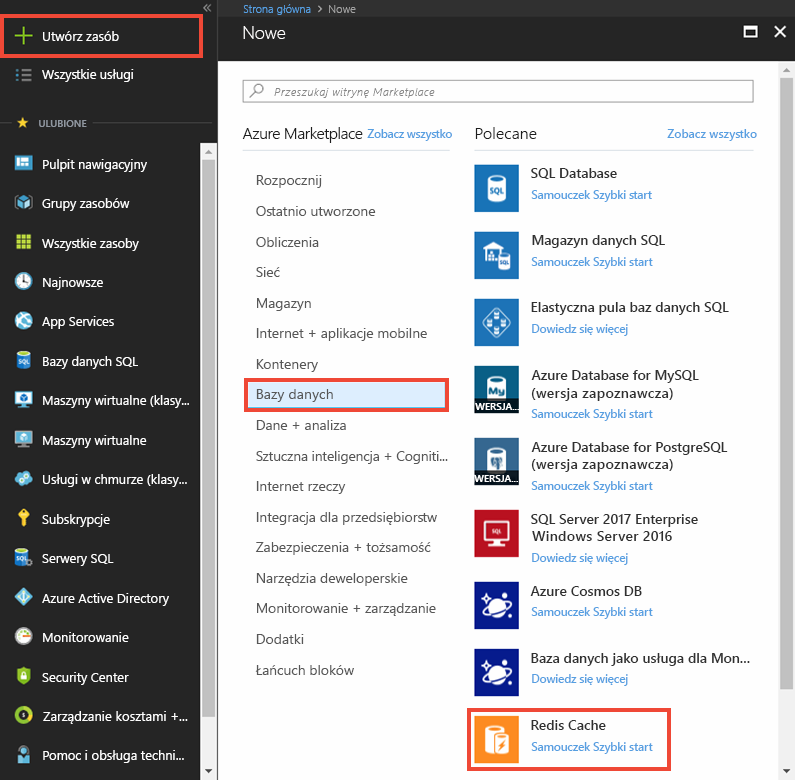 Utwórz zasób
Wszystkie usługi
ULUBIONE
Pulpit nawigacyjny
Grupy zasobów
Wszystkie zasoby
Najnowsze
App Services
Bazy danych SQL
Maszyny wirtualne (klasy...
Maszyny wirtualne
Usługi w chmurze (klasy...
Subskrypcje
Serwery SQL
Azure Active Directory
Monitorowanie
Security Center
Zarządzanie kosztami +...
Pomoc i obsługa techni...
Strona główna > Nowe
Nowe
Przeszukaj witrynę Marketplace
Azure Marketplace Zobacz wszystko
Rozpocznij
Ostatnio utworzone
Obliczenia
Sieć
Magazyn
Internet + aplikacje mobilne
Kontenery
Bazy danych
Dane + analiza
Sztuczna inteligencja + Cogniti...
Internet rzeczy
Integracja dla przedsiębiorstw
Zabezpieczenia + tożsamość
Narzędzia deweloperskie
Monitorowanie + zarządzanie
Dodatki
Łańcuch bloków
Polecane Zobacz wszystko
SQL
SQL Database
Samouczek Szybki start
Magazyn danych SQL
Samouczek Szybki start
Elastyczna pula baz danych SQL
Dowiedz się więcej
My
WERSJA...
Azure Database for MySQL
(wersja zapoznawcza)
Samouczek Szybki start
WERSJA...
Azure Database for PostgreSQL
(wersja zapoznawcza)
Samouczek Szybki start
SQL
SQL Server 2017 Enterprise
Windows Server 2016
Dowiedz się więcej
Azure Cosmos DB
Samouczek Szybki start
Baza danych jako usługa dla Mon...
Dowiedz się więcej
Redis Cache
Samouczek Szybki start